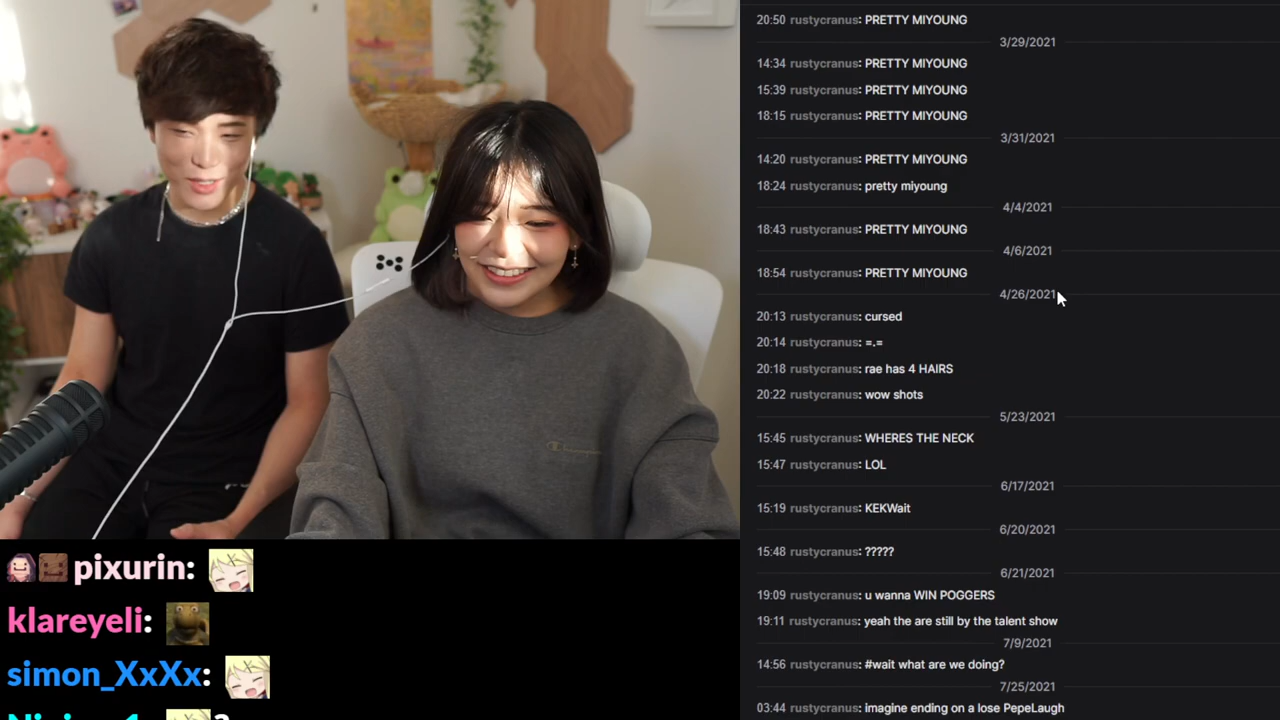 20:50 rustycranus: PRETTY MIYOUNG
3/29/2021
14:34 rustycranus: PRETTY MIYOUNG
15:39 rustycranus: PRETTY MIYOUNG
18:15 rustycranus: PRETTY MIYOUNG
3/31/2021
14:20 rustycranus: PRETTY MIYOUNG
18:24 rustycranus: pretty miyoung
4/4/2021
18:43 rustycranus: PRETTY MIYOUNG
4/6/2021
18:54 rustycranus: PRETTY MIYOUNG
4/26/2021
20:13 rustycranus: cursed
20:14 rustycranus: =.=
20:18 rustycranus: rae has 4 HAIRS
20:22 rustycranus: wow shots
5/23/2021
15:45 rustycranus: WHERES THE NECK
15:47 rustycranus: LOL
6/17/2021
15:19 rustycranus: KEKWait
6/20/2021
15:48 rustycranus: ?????
6/21/2021
19:09 rustycranus: u wanna WIN POGGERS
19:11 rustycranus: yeah the are still by the talent show
7/9/2021
14:56 rustycranus: #wait what are we doing?
7/25/2021
03:44 rustycranus: imagine ending on a lose PepeLaugh
Champion
pixurin:
klareyeli:
simon_XxXx: